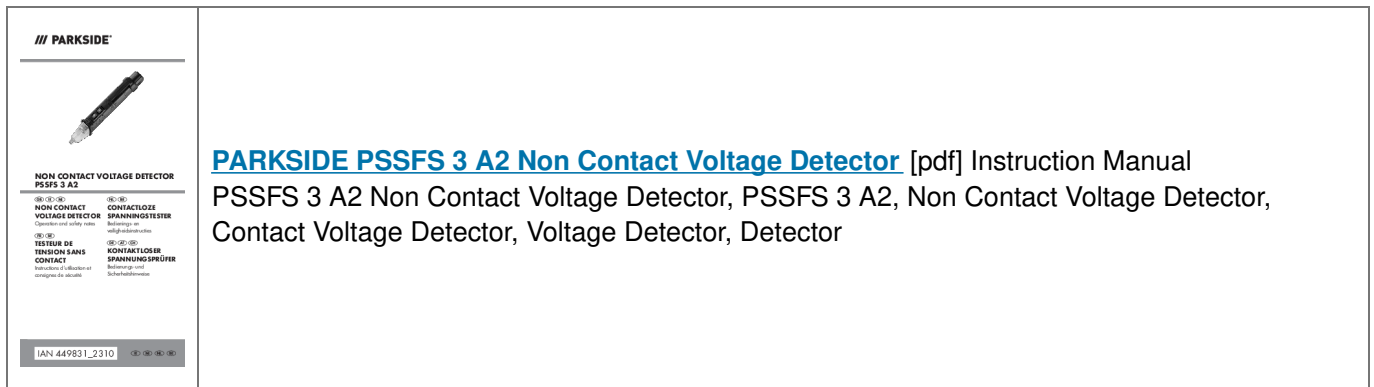 /// PARKSIDE®
NON CONTACT VOLTAGE DETECTOR
PSSFS 3 A2
NON CONTACT
VOLTAGE DETECTOR
Operation and safety notes
CONTACTLOZE
SPANNINGSTESTER
Bedienings- en
veiligheidsinstructies
TESTEUR DE
TENSION SANS
CONTACT
Instructions d'utilisation et
consignes de sécurité
KONTAKTLOSER
SPANNUNGSPRÜFER
Bedienungs- und
Sicherheitshinweise
IAN 449831_2310
PARKSIDE PSSFS 3 A2 Non Contact Voltage Detector [pdf] Instruction Manual
PSSFS 3 A2 Non Contact Voltage Detector, PSSFS 3 A2, Non Contact Voltage Detector,
Contact Voltage Detector, Voltage Detector, Detector